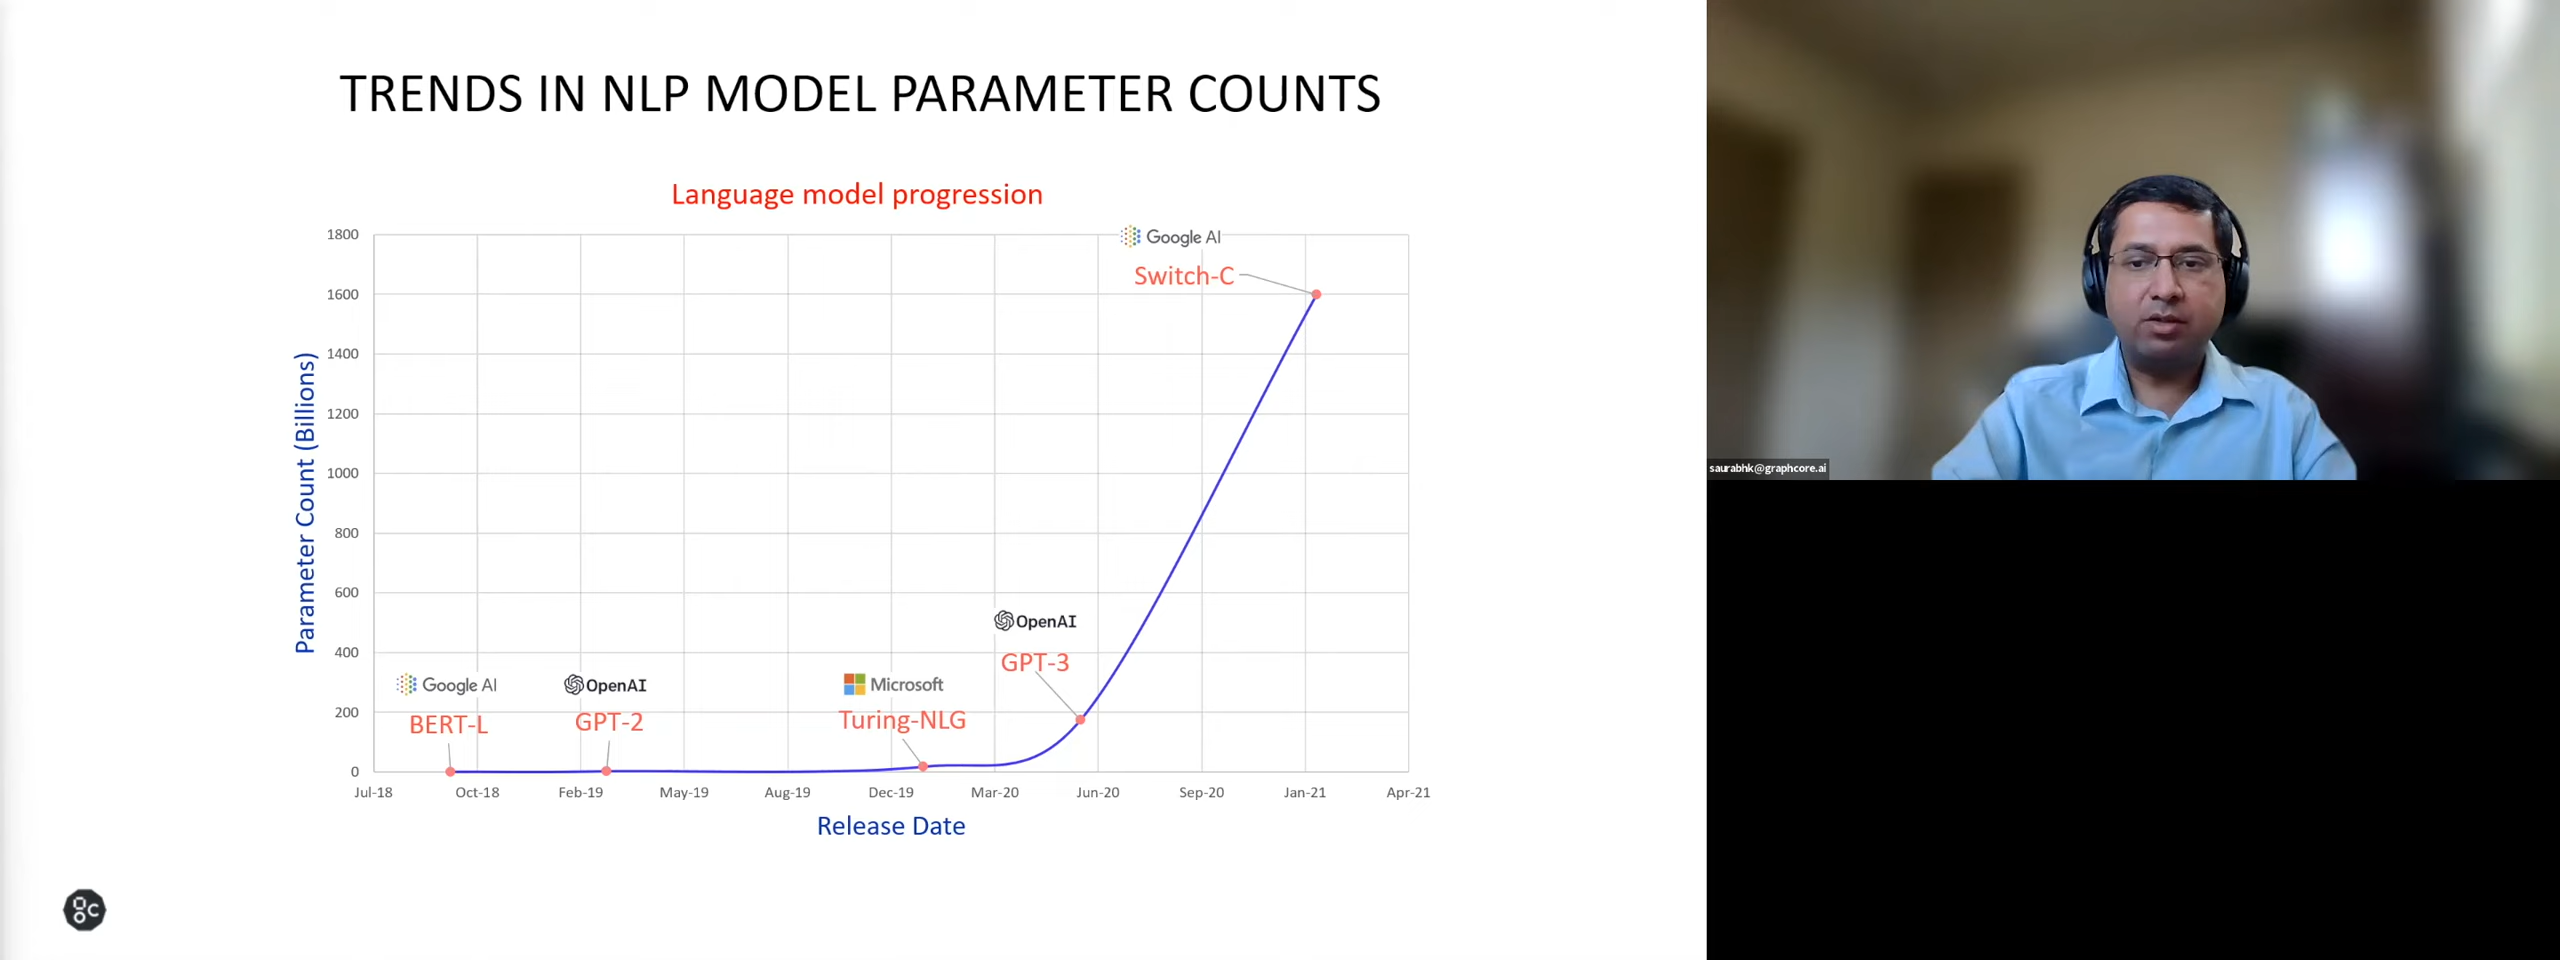 TRENDS IN NLP MODEL PARAMETER COUNTS
Language model progression
Parameter Count (Billions)
1800
1600
1400
1200
1000
800
600
400
200
0
Google AI
Switch-C
OpenAI
GPT-3
Google AI
BERT-L
OpenAI
GPT-2
Microsoft
Turing-NLG
Jul-18 Oct-18 Feb-19 May-19 Aug-19 Dec-19 Mar-20 Jun-20 Sep-20 Jan-21 Apr-21
Release Date
gc
saurabhk@graphcore.ai